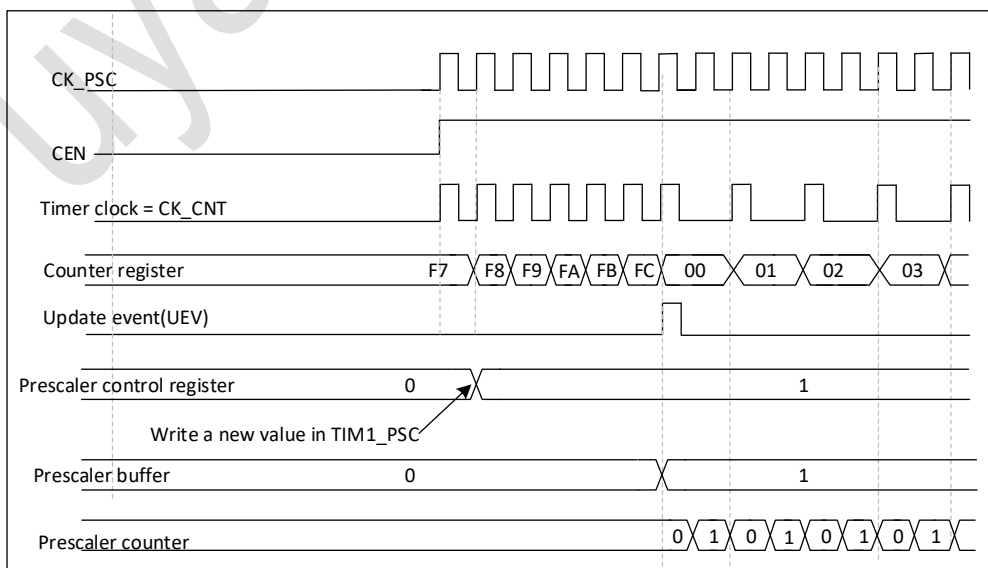 uya
CK_PSC
CEN
Timer clock = CK_CNT
Counter register F7 F8 F9 FA FB FC 00 01 02 03
Update event(UEV)
Prescaler control register 0 1
Write a new value in TIM1_PSC
Prescaler buffer 0 1
Prescaler counter 0 1 0 1 0 1 0 1